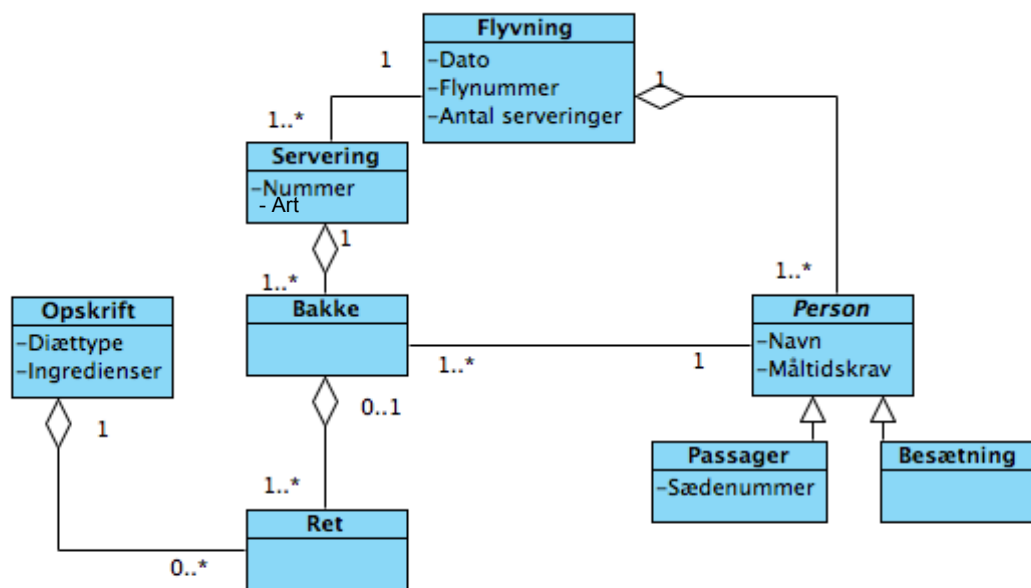 Flyvning
-Dato
-Flynummer
-Antal serveringer
1
1
1..*
Servering
-Nummer
- Art
1
1..*
1..*
Opskrift
-Diættype
-Ingredienser
Bakke
Person
-Navn
-Måltidskrav
1..*
1
0..1
1
Passager
-Sædenummer
Besætning
1..*
Ret
0..*